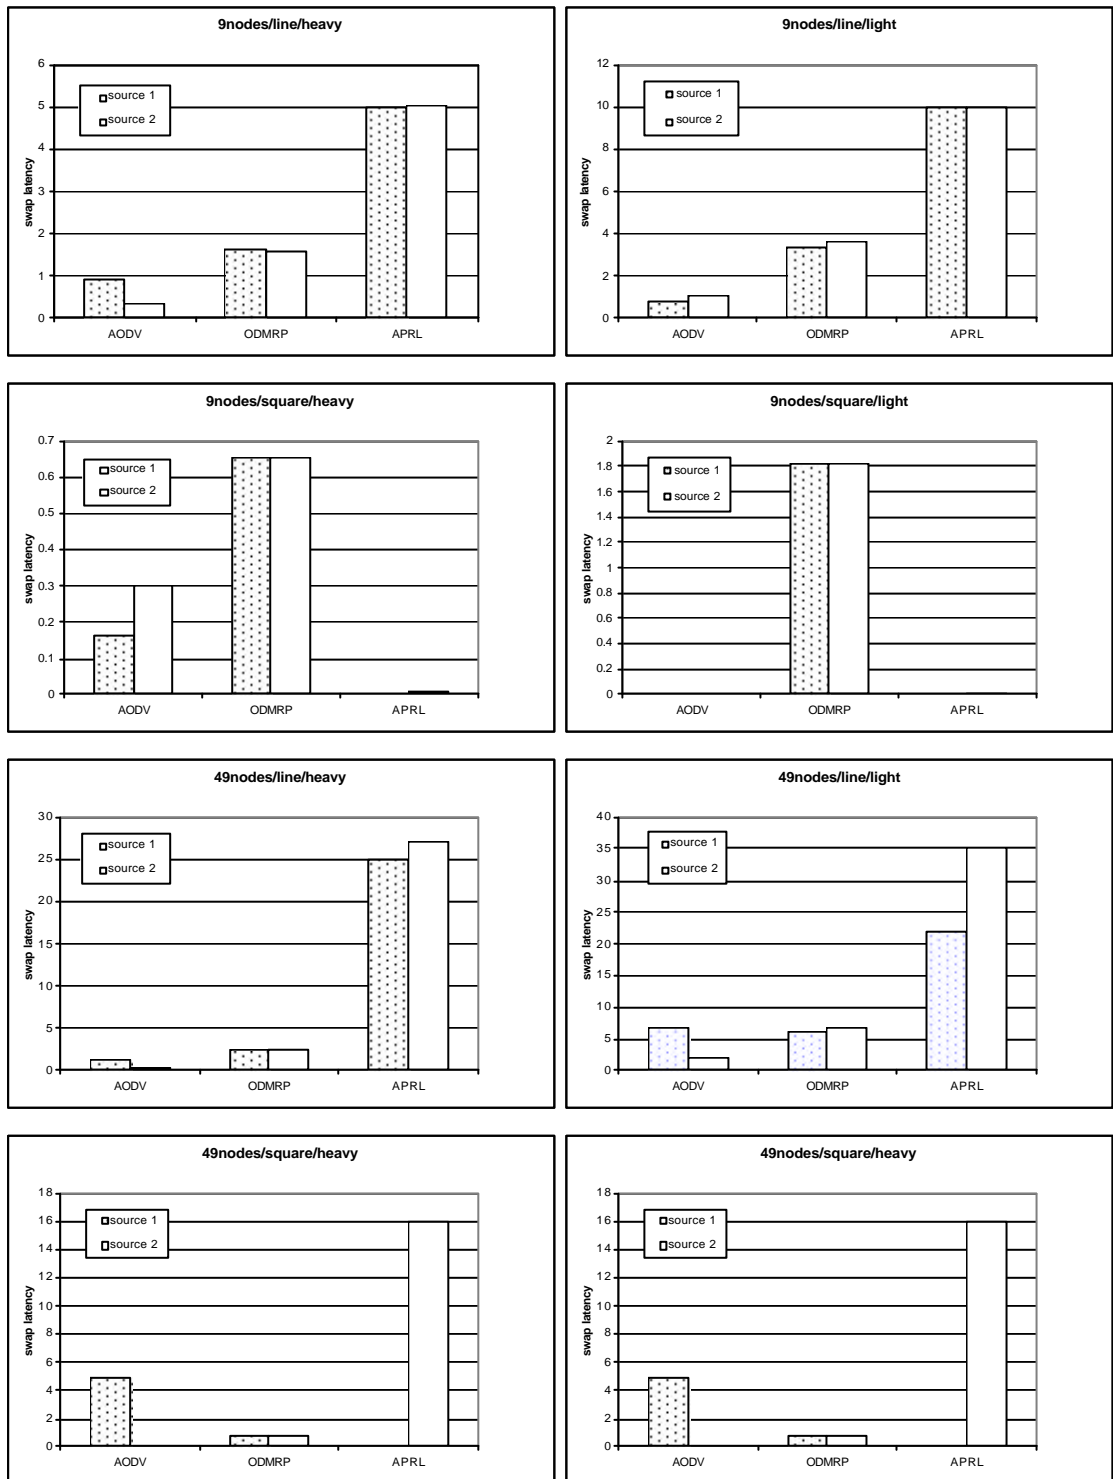 9nodes/line/heavy
6
5
4
3
2
1
0
swap latency
source 1
source 2
AODV ODMRP APRL
9nodes/line/light
12
10
8
6
4
2
0
swap latency
source 1
source 2
AODV ODMRP APRL
9nodes/square/heavy
0.7
0.6
0.5
0.4
0.3
0.2
0.1
0
swap latency
source 1
source 2
AODV ODMRP APRL
9nodes/square/light
2
1.8
1.6
1.4
1.2
1
0.8
0.6
0.4
0.2
0
swap latency
source 1
source 2
AODV ODMRP APRL
49nodes/line/heavy
30
25
20
15
10
5
0
swap latency
source 1
source 2
AODV ODMRP APRL
49nodes/line/light
40
35
30
25
20
15
10
5
0
swap latency
source 1
source 2
AODV ODMRP APRL
49nodes/square/heavy
18
16
14
12
10
8
6
4
2
0
swap latency
source 1
source 2
AODV ODMRP APRL
49nodes/square/heavy
18
16
14
12
10
8
6
4
2
0
swap latency
source 1
source 2
AODV ODMRP APRL